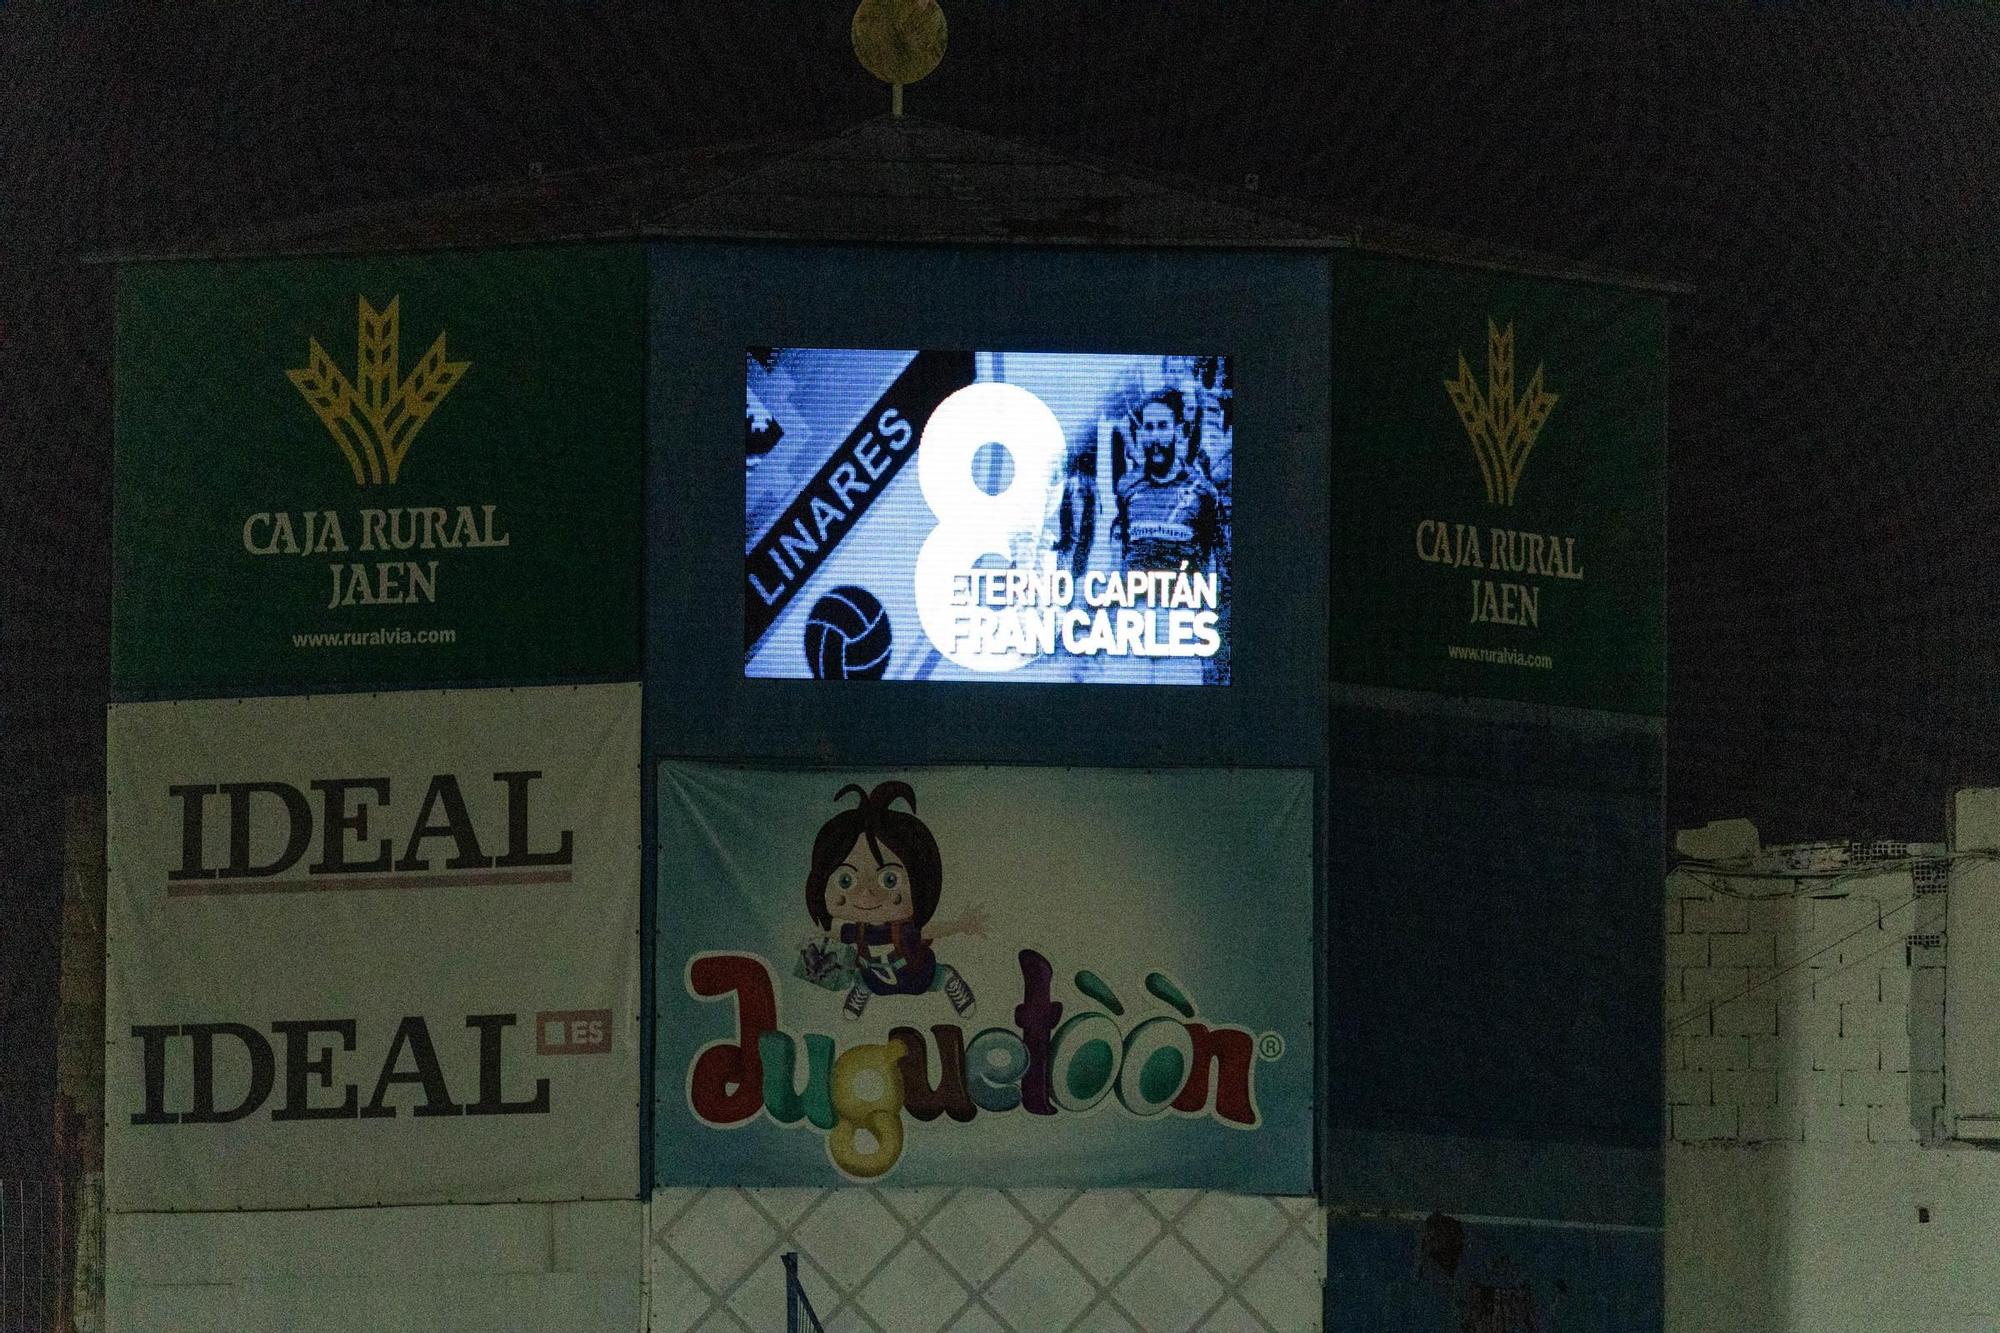 CAJA RURAL
JAEN
www.ruralvia.com
LINARES
8
ETERNO CAPITÁN
FRAN CARLES
CAJA RURAL
JAEN
www.ruralvia.com
IDEAL
IDEAL ES
Juguetòòn ®